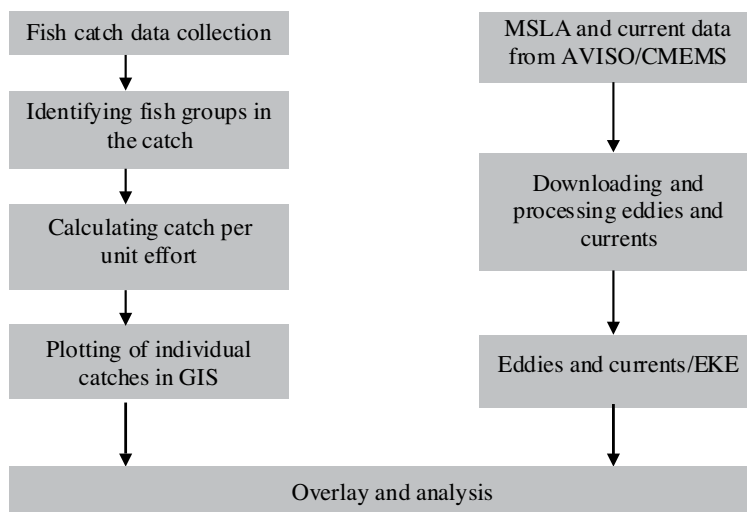 Fish catch data collection
Identifying fish groups in
the catch
Calculating catch per
unit effort
Plotting of individual
catches in GIS
MSLA and current data
from AVISO/CMEMS
Downloading and
processing eddies and
currents
Eddies and currents/EKE
Overlay and analysis